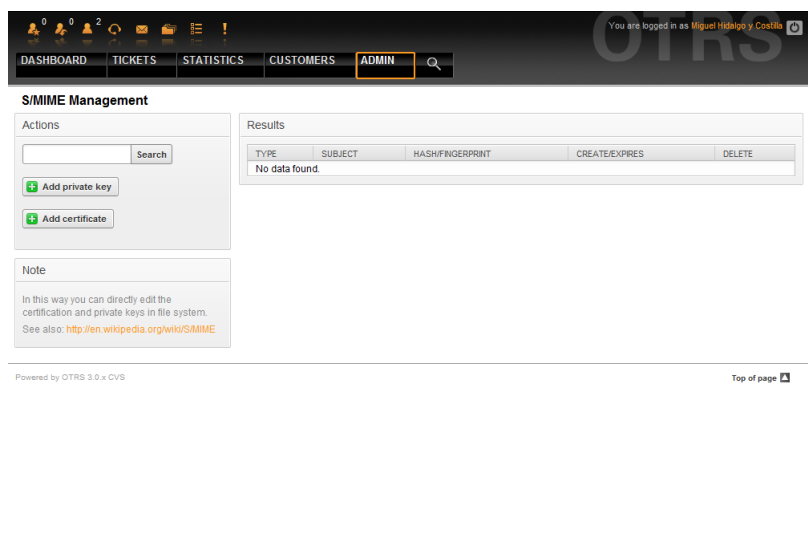 0 0 2
You are logged in as Miguel Hidalgo y Costilla
OTRS
DASHBOARD TICKETS STATISTICS CUSTOMERS ADMIN
S/MIME Management
Actions
Search
Add private key
Add certificate
Note
In this way you can directly edit the
certification and private keys in file system.
See also: http://en.wikipedia.org/wiki/S/MIME
Results
TYPE SUBJECT HASH/FINGERPRINT CREATE/EXPIRES DELETE
No data found.
Powered by OTRS 3.0.x CVS
Top of page